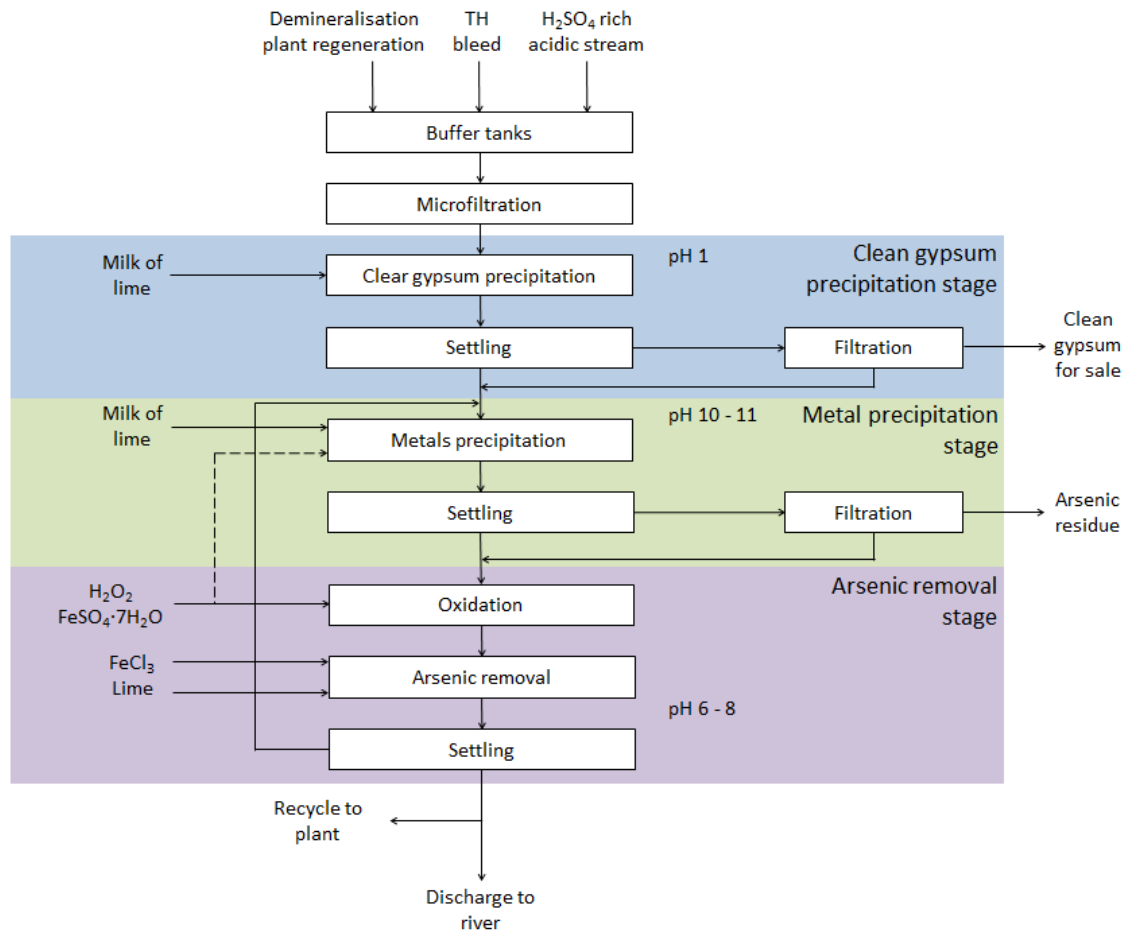 Demineralisation
plant regeneration
TH
bleed
H₂SO₄ rich
acidic stream
Buffer tanks
Microfiltration
Milk of
lime
Clear gypsum precipitation
pH 1
Clean gypsum
precipitation stage
Settling
Filtration
Clean
gypsum
for sale
Milk of
lime
Metals precipitation
pH 10 - 11
Metal precipitation
stage
Settling
Filtration
Arsenic
residue
H₂O₂
FeSO₄·7H₂O
Oxidation
Arsenic removal
stage
FeCl₃
Lime
Arsenic removal
pH 6 - 8
Settling
Recycle to
plant
Discharge to
river